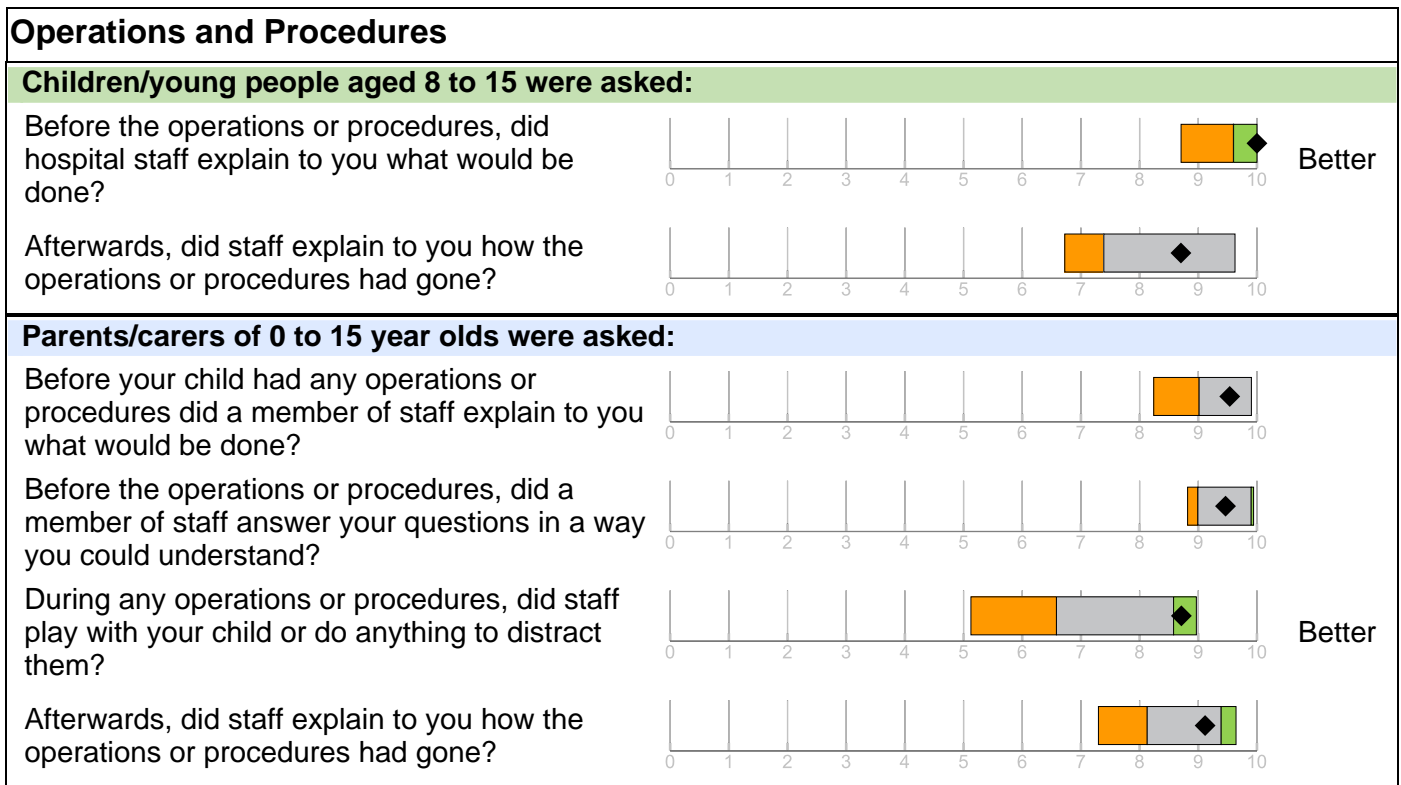 Operations and Procedures
Children/young people aged 8 to 15 were asked:
Before the operations or procedures, did
hospital staff explain to you what would be
done?
0 1 2 3 4 5 6 7 8 9 10
Better
Afterwards, did staff explain to you how the
operations or procedures had gone?
0 1 2 3 4 5 6 7 8 9 10
Parents/carers of 0 to 15 year olds were asked:
Before your child had any operations or
procedures did a member of staff explain to you
what would be done?
0 1 2 3 4 5 6 7 8 9 10
Before the operations or procedures, did a
member of staff answer your questions in a way
you could understand?
0 1 2 3 4 5 6 7 8 9 10
During any operations or procedures, did staff
play with your child or do anything to distract
them?
0 1 2 3 4 5 6 7 8 9 10
Better
Afterwards, did staff explain to you how the
operations or procedures had gone?
0 1 2 3 4 5 6 7 8 9 10